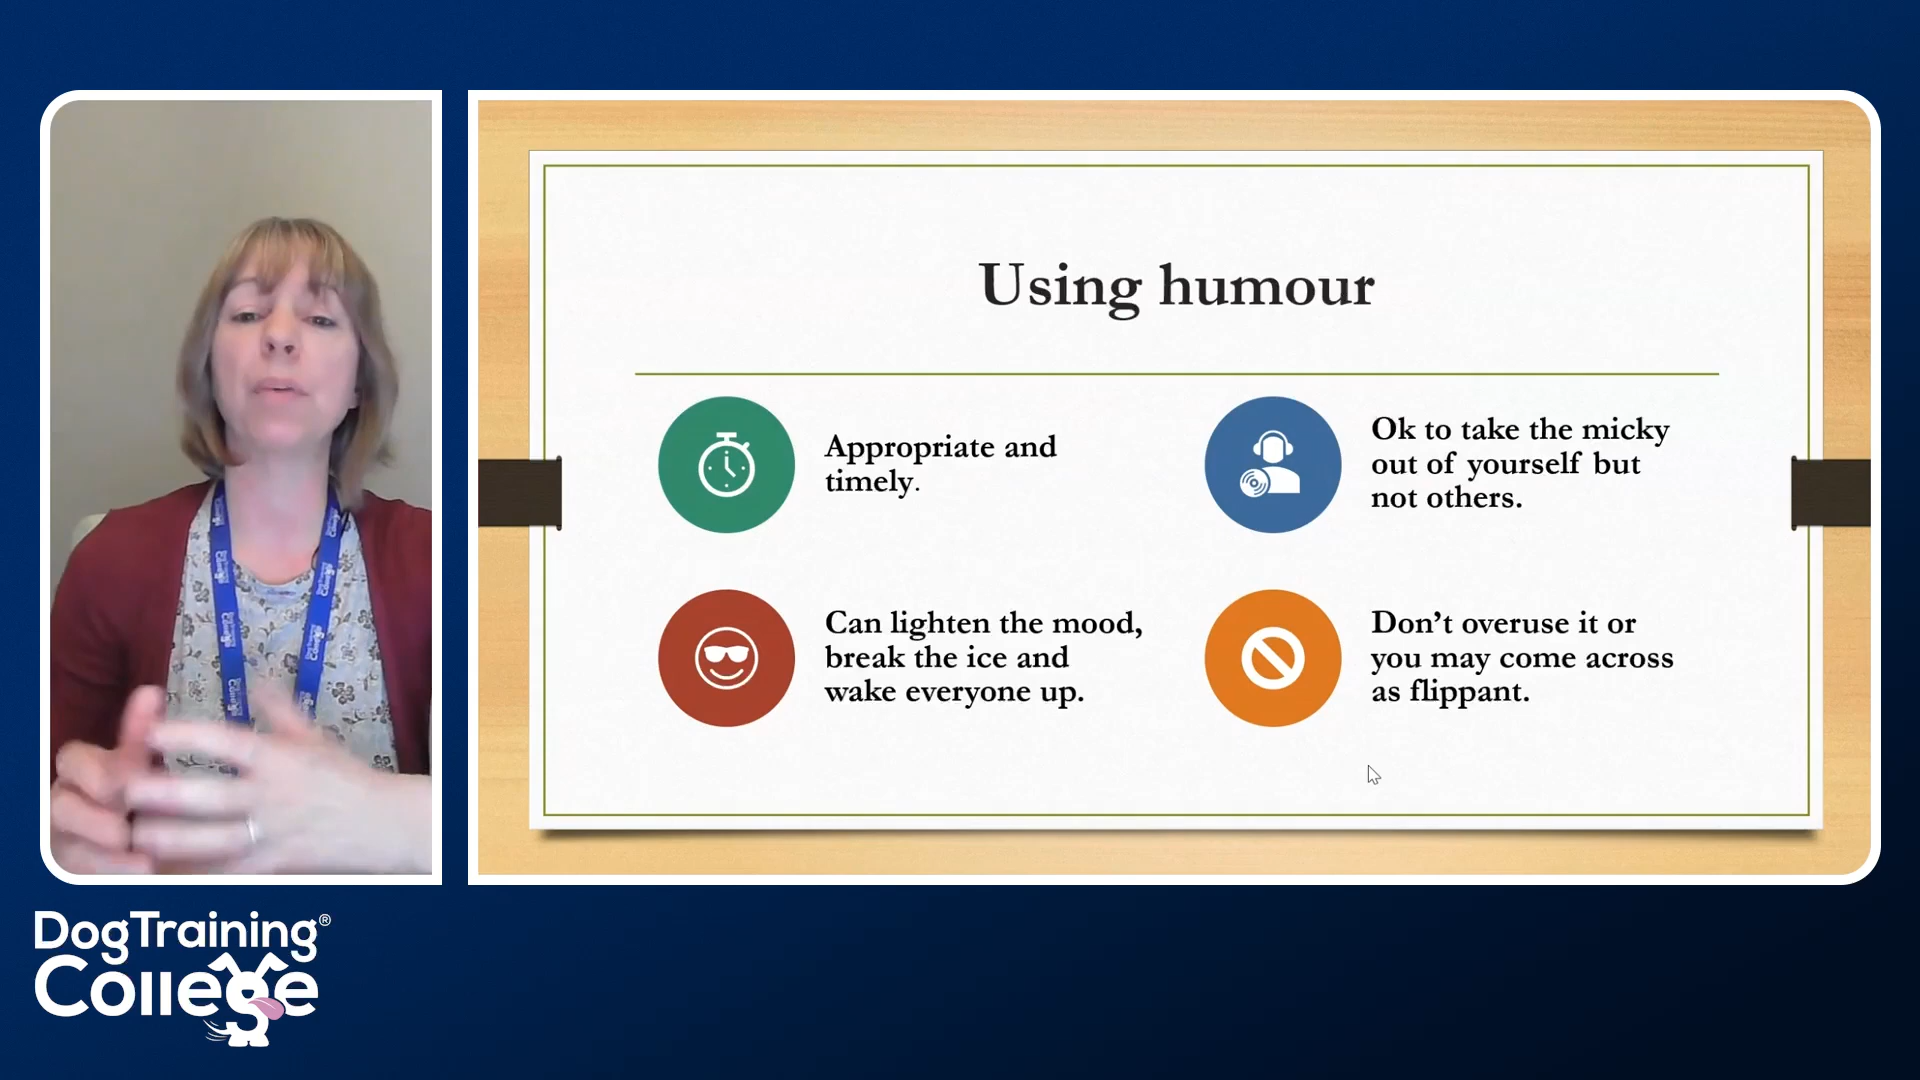 Using humour
Appropriate and
timely.
Ok to take the micky
out of yourself but
not others.
Can lighten the mood,
break the ice and
wake everyone up.
Don’t overuse it or
you may come across
as flippant.
DogTraining®
College